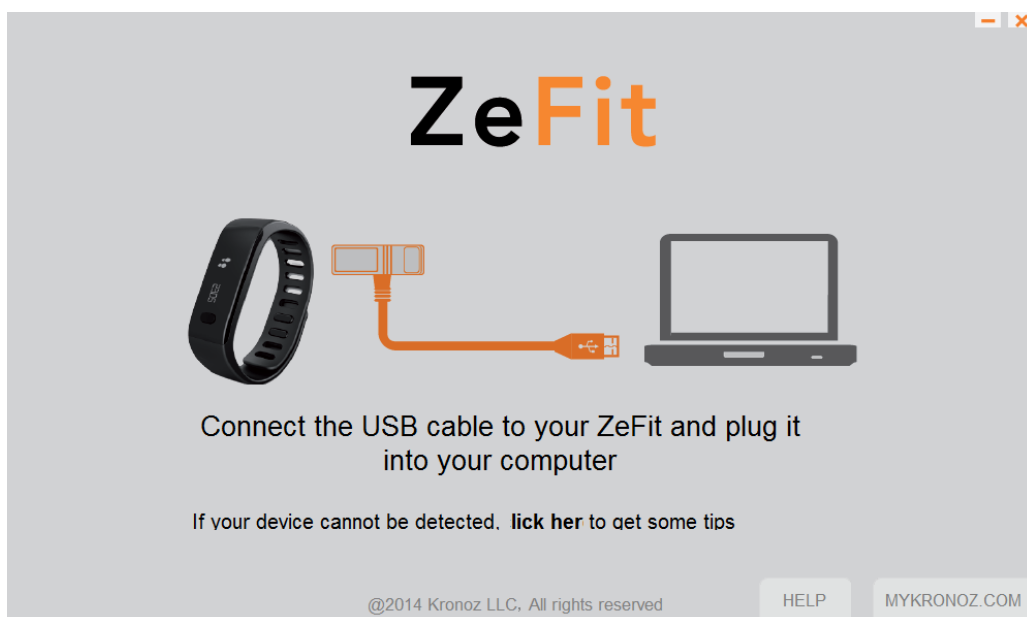 ZeFit
Connect the USB cable to your ZeFit and plug it
into your computer
If your device cannot be detected, lick her to get some tips
@2014 Kronoz LLC, All rights reserved
HELP
MYKRONOZ.COM